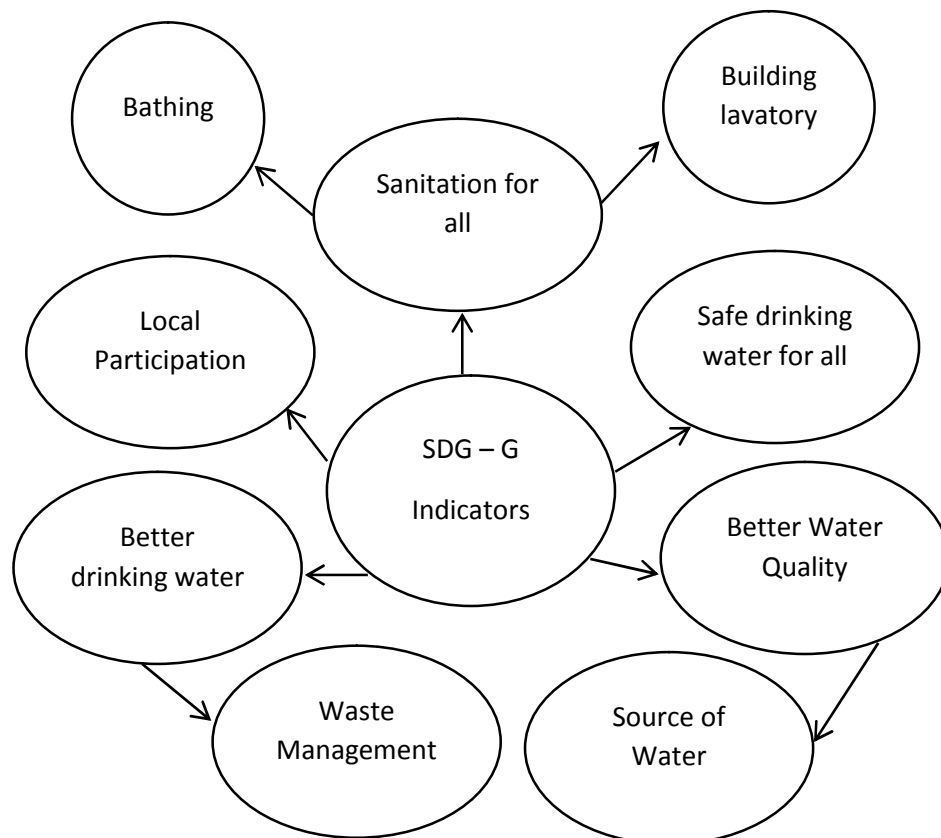 Bathing
Building
lavatory
Sanitation for
all
Local
Participation
Safe drinking
water for all
SDG – G
Indicators
Better
drinking water
Better Water
Quality
Waste
Management
Source of
Water